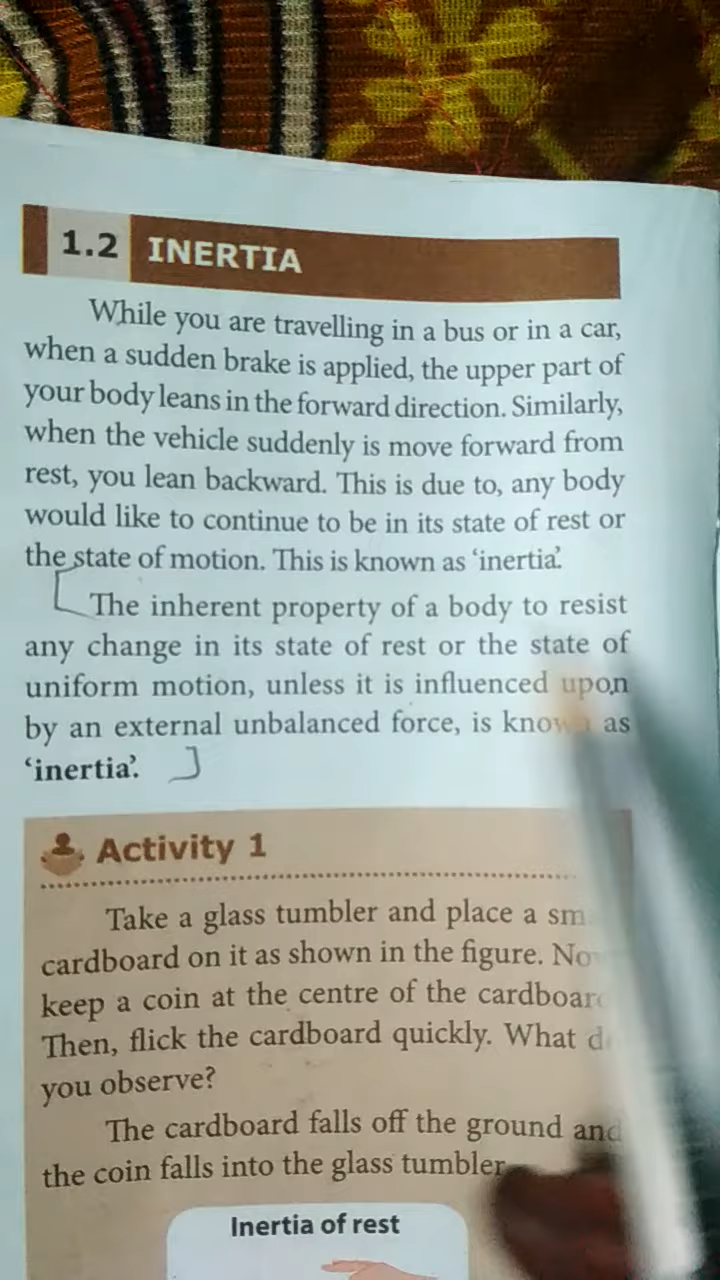 1.2 INERTIA
While you are travelling in a bus or in a car,
when a sudden brake is applied, the upper part of
your body leans in the forward direction. Similarly,
when the vehicle suddenly is move forward from
rest, you lean backward. This is due to, any body
would like to continue to be in its state of rest or
the state of motion. This is known as ‘inertia’.
The inherent property of a body to resist
any change in its state of rest or the state of
uniform motion, unless it is influenced upon
by an external unbalanced force, is known as
‘inertia’.
Activity 1
Take a glass tumbler and place a
cardboard on it as shown in the figure.
keep a coin at the centre of the
Then, flick the cardboard quickly. What
you observe?
The cardboard falls off the ground and
the coin falls into the glass tumbler
Inertia of rest